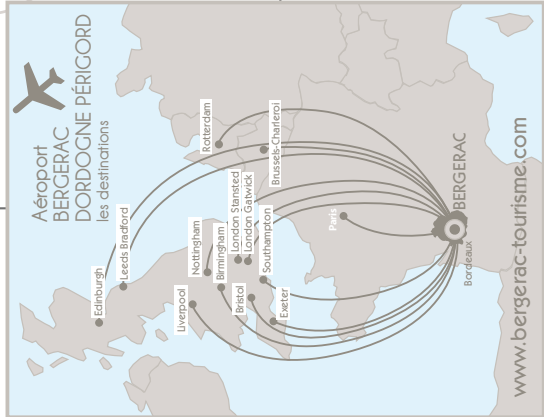 Aéroport
BERGERAC
DORDOGNE PÉRIGORD
les destinations
Edinburgh
Leeds Bradford
Liverpool
Nottingham
Birmingham
London Stansted
London Gatwick
Bristol
Southampton
Exeter
Rotterdam
Brussels-Charleroi
Paris
BERGERAC
Bordeaux
www.bergerac-tourisme.com